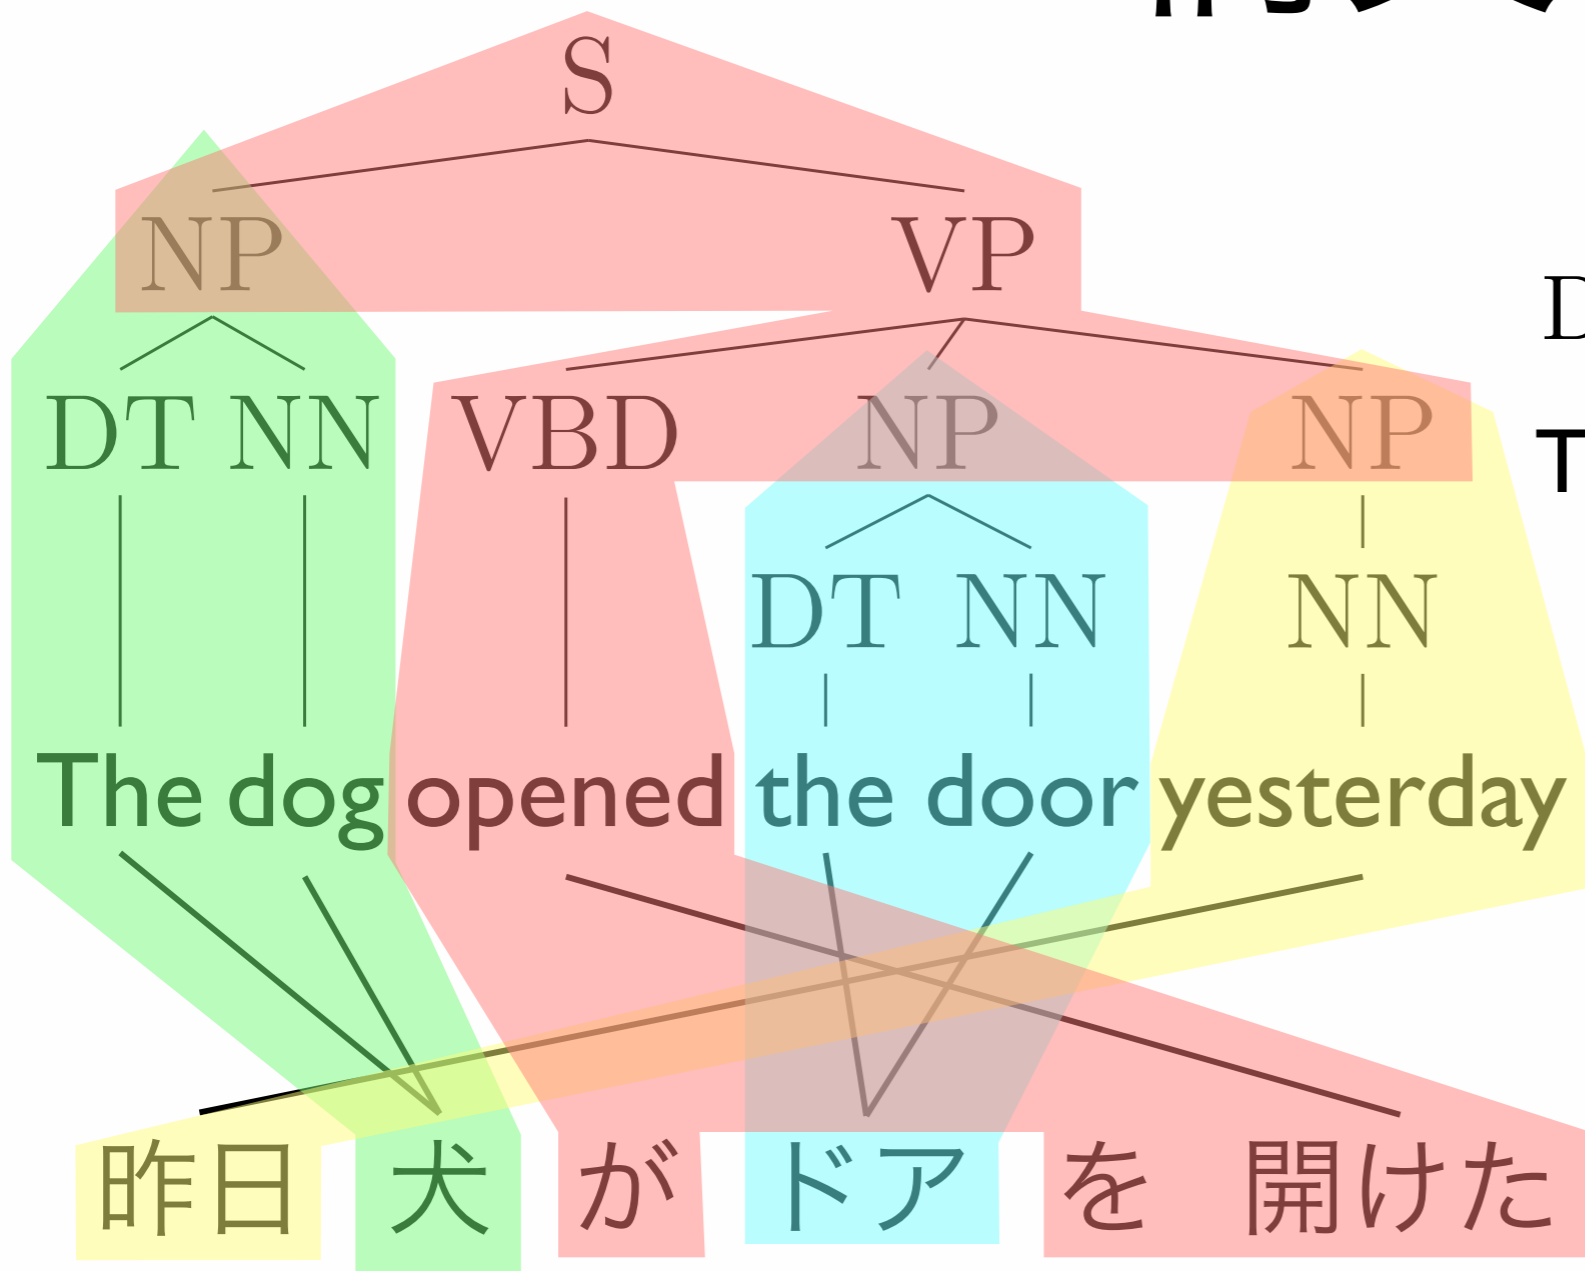 S
NP VP
DT NN VBD NP NP
DT NN NN
The dog opened the door yesterday
昨日 犬 が ドア を 開けた